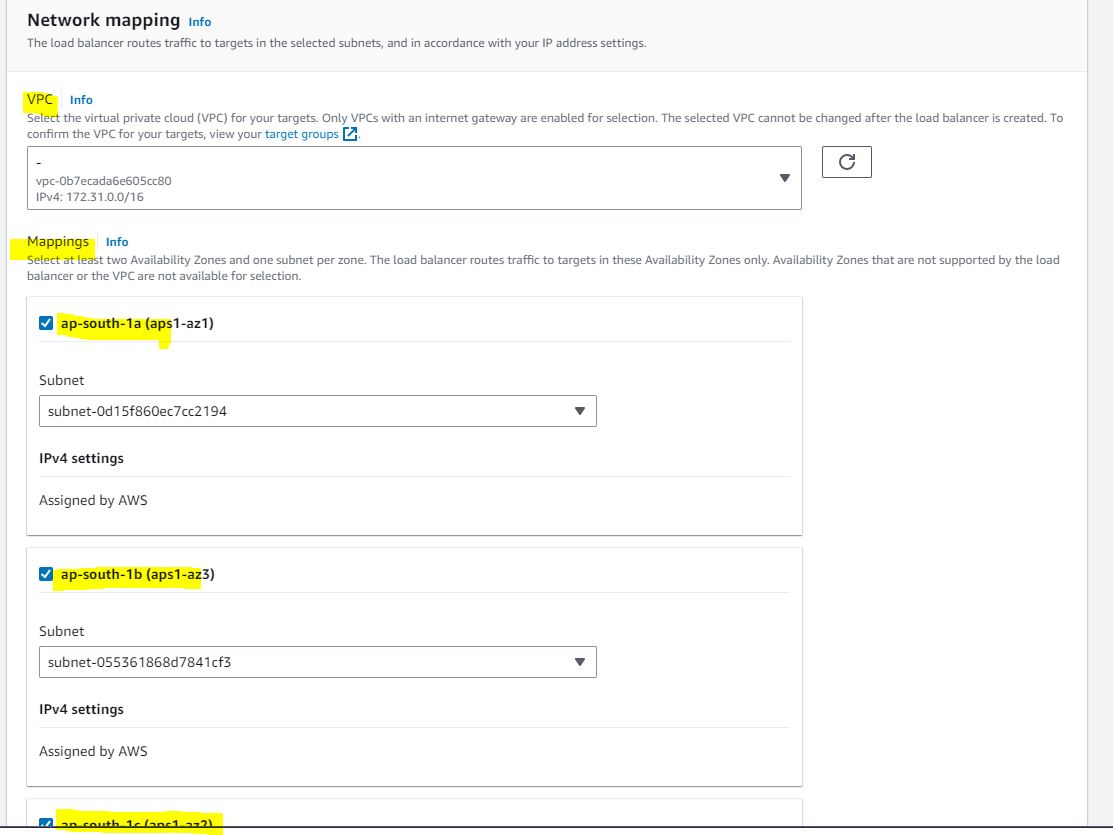 Network mapping Info
The load balancer routes traffic to targets in the selected subnets, and in accordance with your IP address settings.
VPC Info
Select the virtual private cloud (VPC) for your targets. Only VPCs with an internet gateway are enabled for selection. The selected VPC cannot be changed after the load balancer is created. To
confirm the VPC for your targets, view your target groups.
-
vpc-0b7ecada6e605cc80
IPv4: 172.31.0.0/16
Mappings Info
Select at least two Availability Zones and one subnet per zone. The load balancer routes traffic to targets in these Availability Zones only. Availability Zones that are not supported by the load
balancer or the VPC are not available for selection.
ap-south-1a (aps1-az1)
Subnet
subnet-0d15f860ec7cc2194
IPv4 settings
Assigned by AWS
ap-south-1b (aps1-az3)
Subnet
subnet-055361868d7841cf3
IPv4 settings
Assigned by AWS
ap-south-1c (aps1-az2)